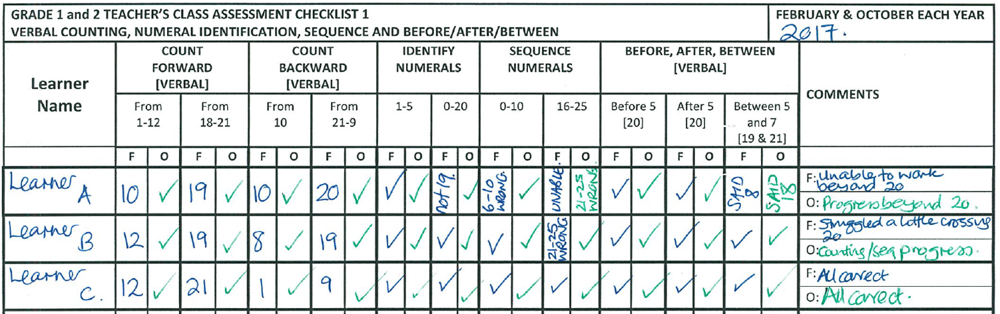 GRADE 1 and 2 TEACHER'S CLASS ASSESSMENT CHECKLIST 1
VERBAL COUNTING, NUMERAL IDENTIFICATION, SEQUENCE AND BEFORE/AFTER/BETWEEN
FEBRUARY & OCTOBER EACH YEAR
2017.
Learner
Name
COUNT
FORWARD
[VERBAL]
COUNT
BACKWARD
[VERBAL]
IDENTIFY
NUMERALS
SEQUENCE
NUMERALS
BEFORE, AFTER, BETWEEN
[VERBAL]
COMMENTS
From
1-12
From
18-21
From
10
From
21-9
1-5
0-20
0-10
16-25
Before 5
[20]
After 5
[20]
Between 5
and 7
[19 & 21]
F O F O F O F O F O F O F O F O F O F O F O
Learner
A
10 ✓ 19 ✓ 10 ✓ 20 ✓ ✓ ✓
not 19.
✓
6-10
WRONG.
✓
UNABLE.
21-25
WRONG.
✓ ✓ ✓ ✓
SAID
8
SAID
18
F: Unable to work
beyond 20
O: Progress beyond 20.
Learner
B
12 ✓ 19 ✓ 8 ✓ 19 ✓ ✓ ✓ ✓ ✓ ✓ ✓
21-25
WRONG
✓ ✓ ✓ ✓ ✓ ✓ ✓
F: Struggled a little crossing
20
O: Counting/seq progress.
Learner
C.
12 ✓ 21 ✓ 1 ✓ 9 ✓ ✓ ✓ ✓ ✓ ✓ ✓ ✓ ✓ ✓ ✓ ✓ ✓ ✓ ✓
F: All correct
O: All correct.